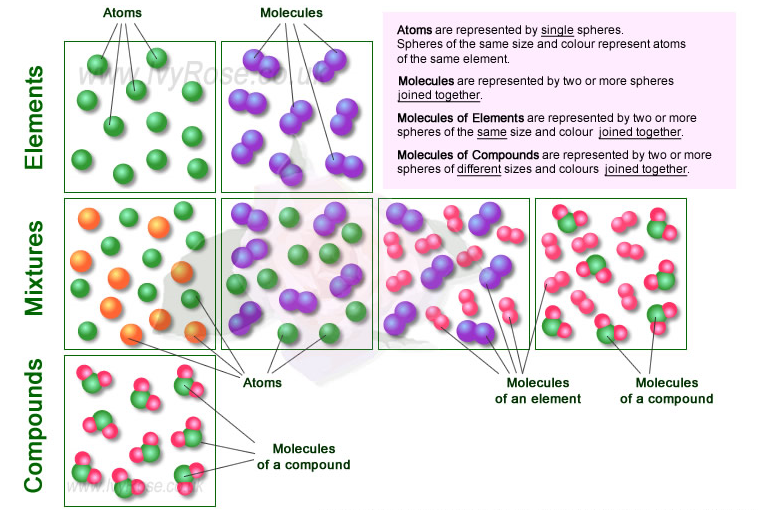 Atoms
Molecules
www.IvyRose.co.uk
Elements
Atoms are represented by single spheres.
Spheres of the same size and colour represent atoms
of the same element.
Molecules are represented by two or more spheres
joined together.
Molecules of Elements are represented by two or more
spheres of the same size and colour joined together.
Molecules of Compounds are represented by two or more
spheres of different sizes and colours joined together.
Mixtures
Atoms
Molecules
of an element
Molecules
of a compound
Compounds
Molecules
of a compound
www.IvyRose.co.uk